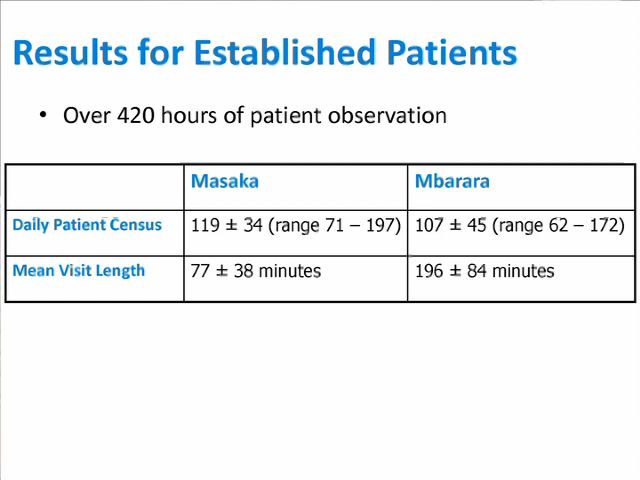 Results for Established Patients
• Over 420 hours of patient observation
Masaka Mbarara
Daily Patient Census 119 ± 34 (range 71 – 197) 107 ± 45 (range 62 – 172)
Mean Visit Length 77 ± 38 minutes 196 ± 84 minutes